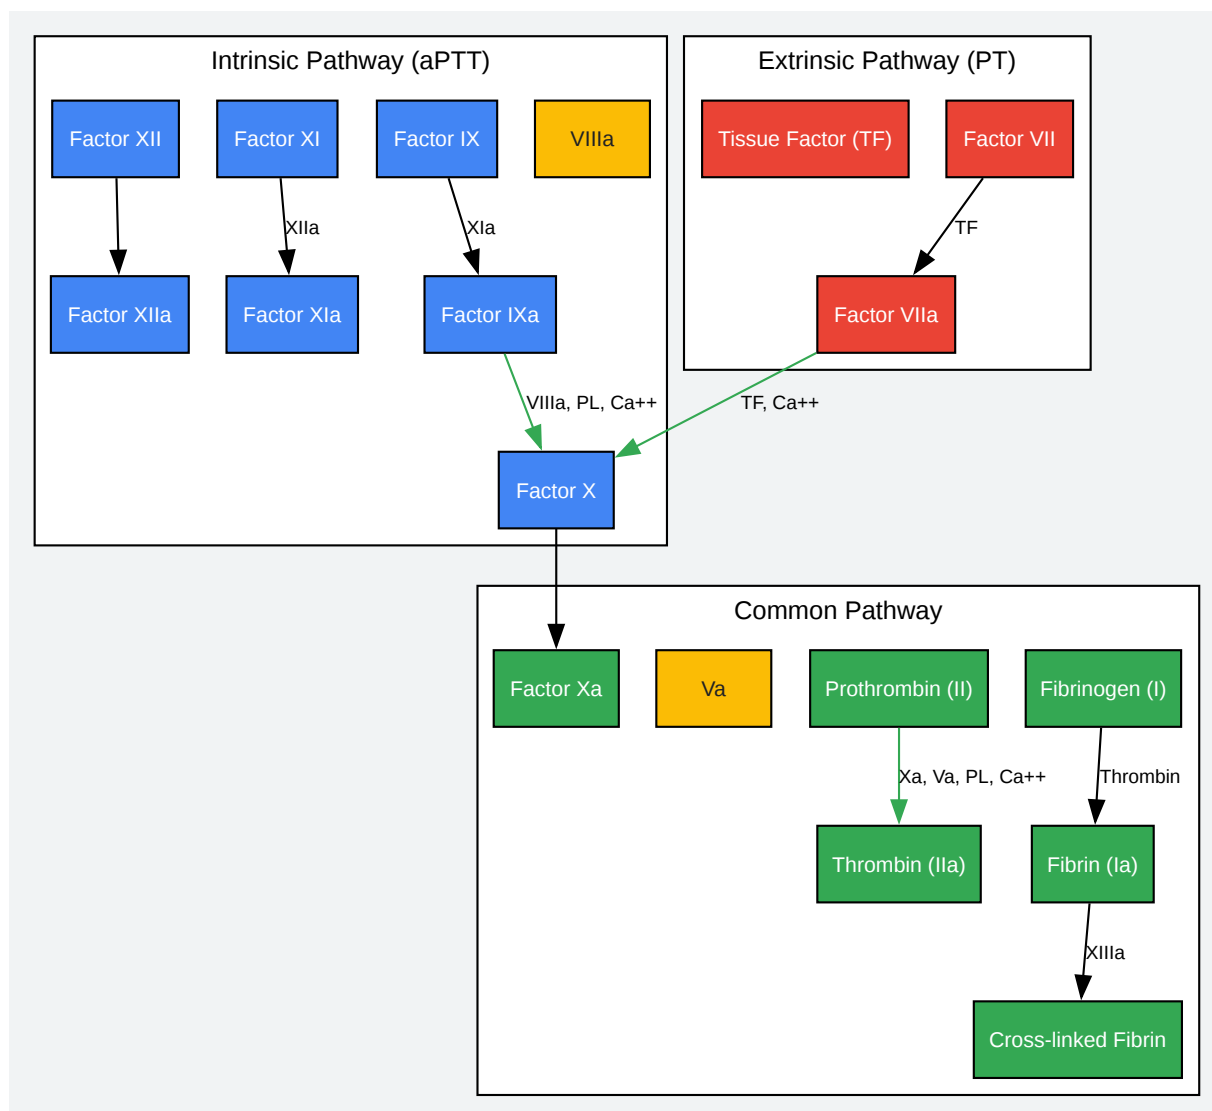 Intrinsic Pathway (aPTT)
Extrinsic Pathway (PT)
Factor XII
Factor XI
Factor IX
VIIIa
Tissue Factor (TF)
Factor VII
XIIa
XIa
TF
Factor XIIa
Factor XIa
Factor IXa
Factor VIIa
VIIIa, PL, Ca++
TF, Ca++
Factor X
Common Pathway
Factor Xa
Va
Prothrombin (II)
Fibrinogen (I)
Xa, Va, PL, Ca++
Thrombin
Thrombin (IIa)
Fibrin (Ia)
XIIIa
Cross-linked Fibrin